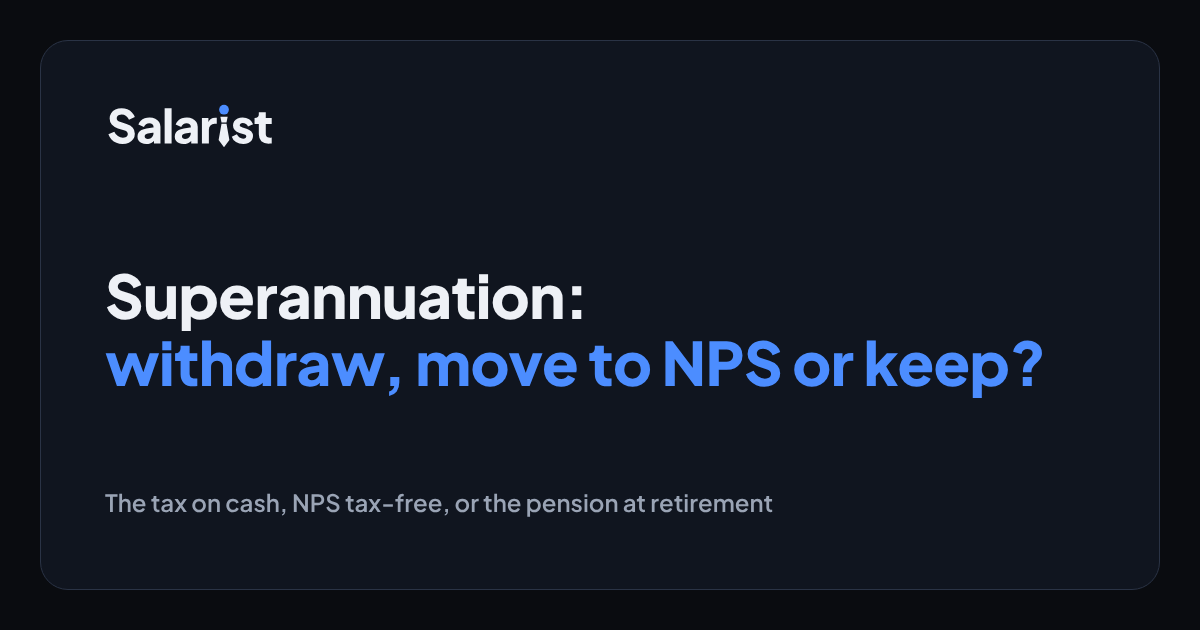 Salarist
Superannuation:
withdraw, move to NPS or keep?
The tax on cash, NPS tax-free, or the pension at retirement